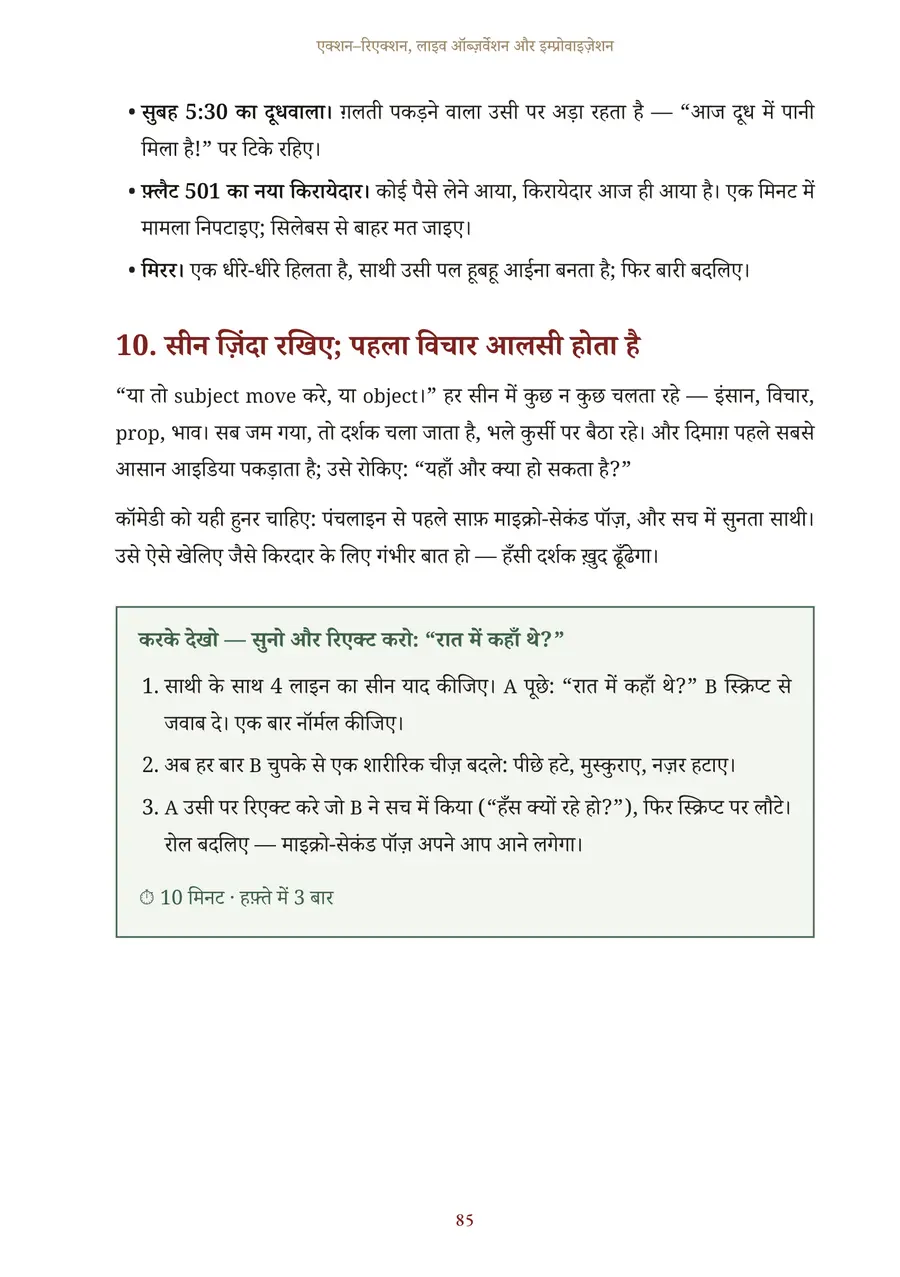 एक्शन–रिएक्शन, लाइव ऑब्ज़र्वेशन और इम्प्रोवाइज़ेशन
• सुबह 5:30 का दूधवाला। ग़लती पकड़ने वाला उसी पर अड़ा रहता है — “आज दूध में पानी
मिला है!” पर टिके रहिए।
• फ़्लैट 501 का नया किरायेदार। कोई पैसे लेने आया, किरायेदार आज ही आया है। एक मिनट में
मामला निपटाइए; सिलेबस से बाहर मत जाइए।
• मिरर। एक धीरे-धीरे हिलता है, साथी उसी पल हूबहू आईना बनता है; फिर बारी बदलिए।
10. सीन ज़िंदा रखिए; पहला विचार आलसी होता है
“या तो subject move करे, या object।” हर सीन में कुछ न कुछ चलता रहे — इंसान, विचार,
prop, भाव। सब जम गया, तो दर्शक चला जाता है, भले कुर्सी पर बैठा रहे। और दिमाग़ पहले सबसे
आसान आइडिया पकड़ाता है; उसे रोकिए: “यहाँ और क्या हो सकता है?”
कॉमेडी को यही हुनर चाहिए: पंचलाइन से पहले साफ़ माइक्रो-सेकंड पॉज़, और सच में सुनता साथी।
उसे ऐसे खेलिए जैसे किरदार के लिए गंभीर बात हो — हँसी दर्शक ख़ुद ढूँढेगा।
करके देखो — सुनो और रिएक्ट करो: “रात में कहाँ थे?”
1. साथी के साथ 4 लाइन का सीन याद कीजिए। A पूछे: “रात में कहाँ थे?” B स्क्रिप्ट से
जवाब दे। एक बार नॉर्मल कीजिए।
2. अब हर बार B चुपके से एक शारीरिक चीज़ बदले: पीछे हटे, मुस्कुराए, नज़र हटाए।
3. A उसी पर रिएक्ट करे जो B ने सच में किया (“हँस क्यों रहे हो?”), फिर स्क्रिप्ट पर लौटे।
रोल बदलिए — माइक्रो-सेकंड पॉज़ अपने आप आने लगेगा।
⏱ 10 मिनट · हफ़्ते में 3 बार
85